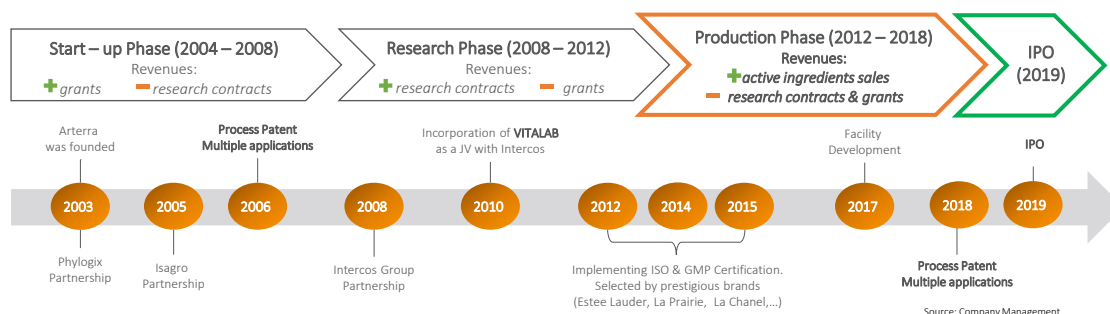 Start – up Phase (2004 – 2008)
Revenues:
+ grants
− research contracts
Research Phase (2008 – 2012)
Revenues:
+ research contracts
− grants
Production Phase (2012 – 2018)
Revenues:
+ active ingredients sales
− research contracts & grants
IPO
(2019)
Arterra
was founded
Process Patent
Multiple applications
Incorporation of VITALAB
as a JV with Intercos
Facility
Development
IPO
2003
2005
2006
2008
2010
2012
2014
2015
2017
2018
2019
Phylogix
Partnership
Isagro
Partnership
Intercos Group
Partnership
Implementing ISO & GMP Certification.
Selected by prestigious brands
(Estee Lauder, La Prairie, La Chanel,...)
Process Patent
Multiple applications
Source: Company Management